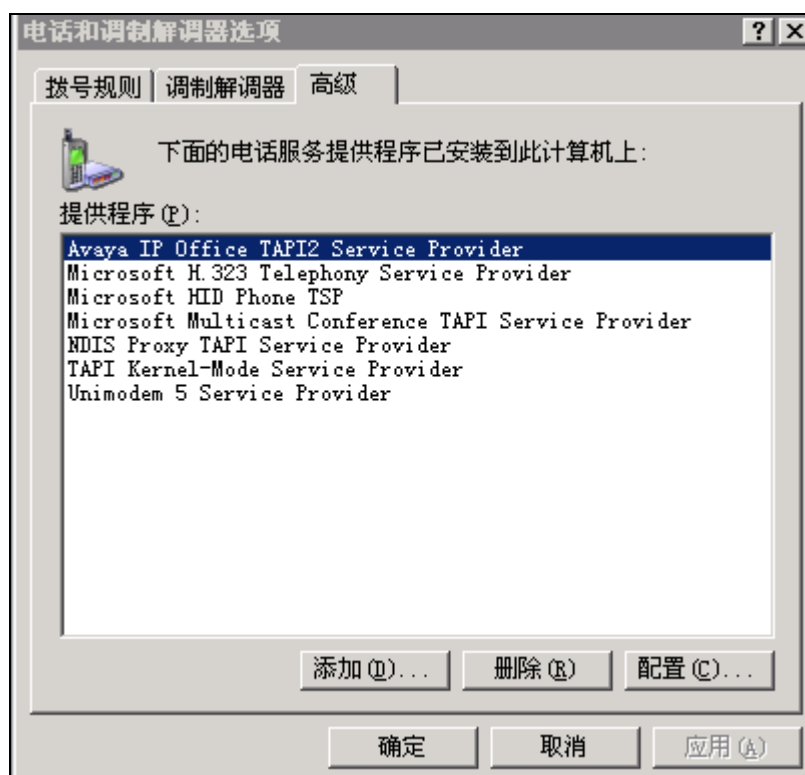 电话和调制解调器选项
? X
拨号规则 调制解调器 高级
下面的电话服务提供程序已安装到此计算机上:
提供程序(P):
Avaya IP Office TAPI2 Service Provider
Microsoft H.323 Telephony Service Provider
Microsoft HID Phone TSP
Microsoft Multicast Conference TAPI Service Provider
NDIS Proxy TAPI Service Provider
TAPI Kernel-Mode Service Provider
Unimodem 5 Service Provider
添加(D)... 删除(R) 配置(C)...
确定 取消 应用(A)